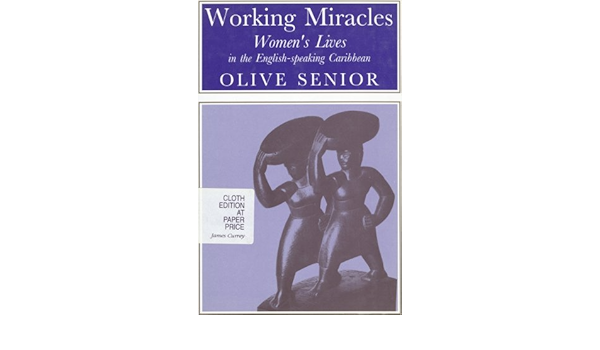 Working Miracles
Women's Lives
in the English-speaking Caribbean
OLIVE SENIOR
CLOTH
EDITION
AT
PAPER
PRICE
James Currey